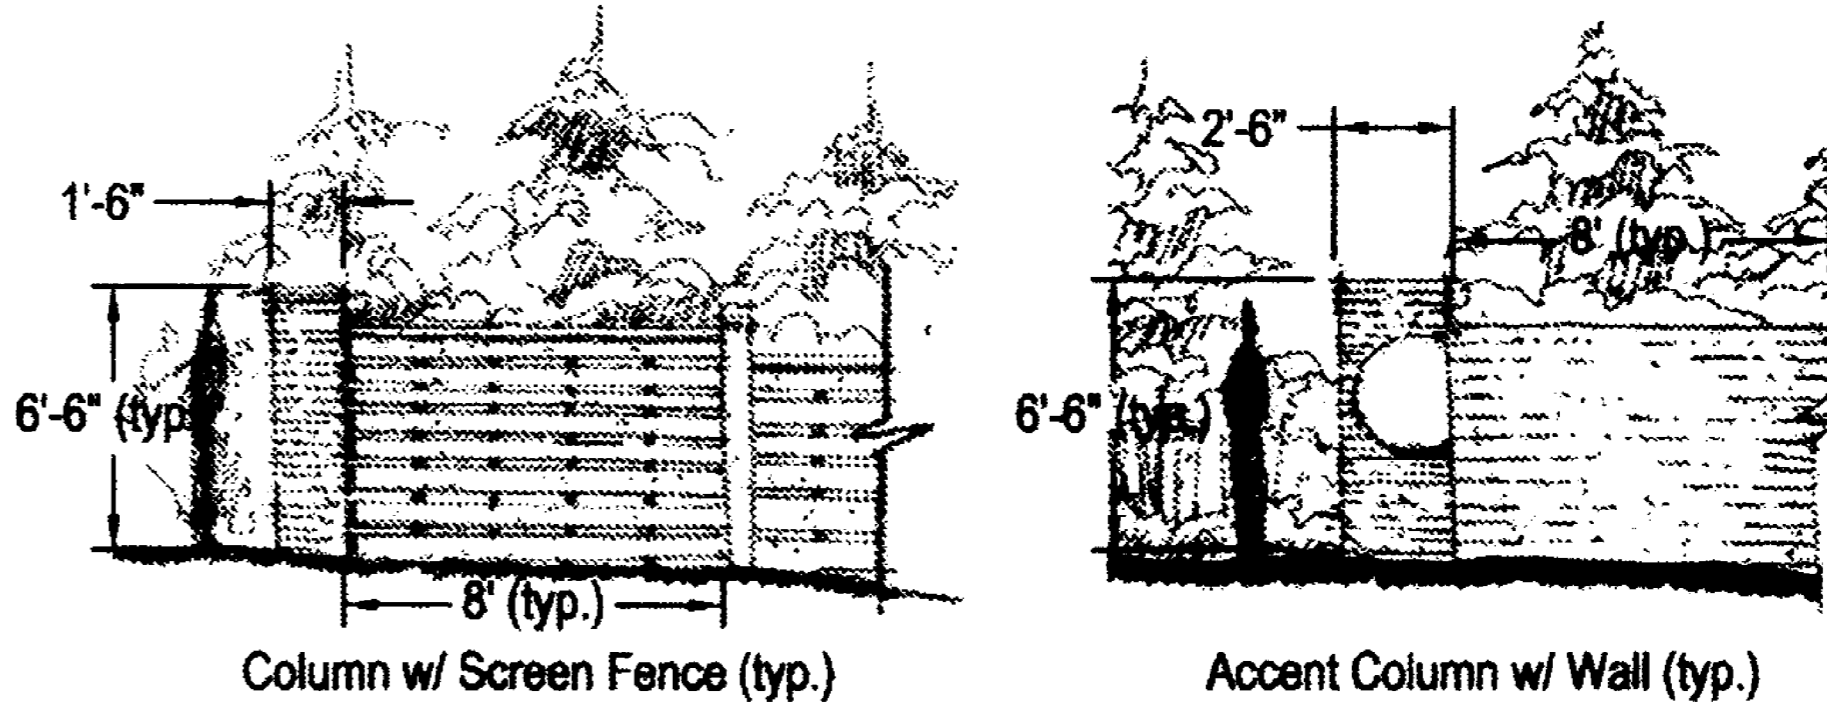 1'-6"
6'-6" (typ.)
8' (typ.)
Column w/ Screen Fence (typ.)
2'-6"
8' (typ.)
6'-6" (typ.)
Accent Column w/ Wall (typ.)